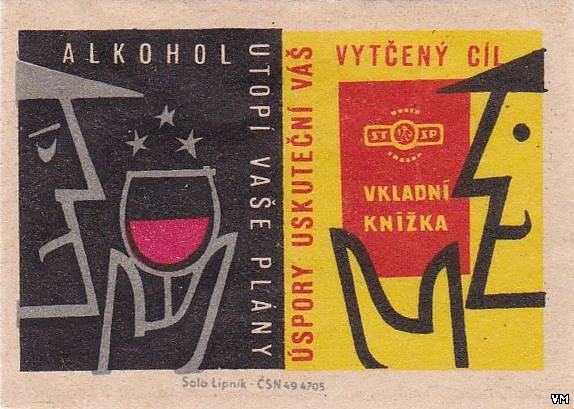 ALKOHOL
UTOPÍ VAŠE PLÁNY
ÚSPORY USKUTEČNÍ VÁŠ
VYTČENÝ CÍL
ST SP
VKLADNÍ
KNÍŽKA
Solo Lipník - ČSN 49 4705
VM